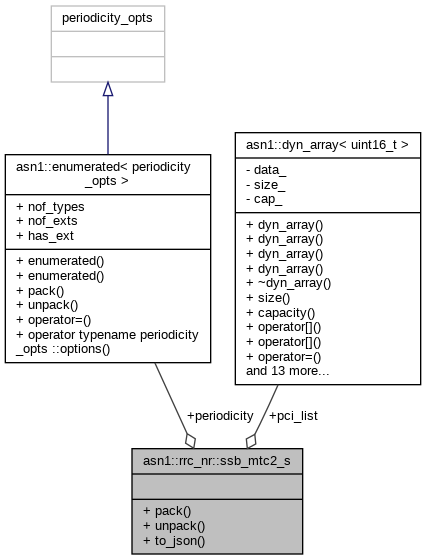 periodicity_opts
asn1::enumerated< periodicity
_opts >
+ nof_types
+ nof_exts
+ has_ext
+ enumerated()
+ enumerated()
+ pack()
+ unpack()
+ operator=()
+ operator typename periodicity
_opts ::options()
asn1::dyn_array< uint16_t >
- data_
- size_
- cap_
+ dyn_array()
+ dyn_array()
+ dyn_array()
+ dyn_array()
+ ~dyn_array()
+ size()
+ capacity()
+ operator[]()
+ operator[]()
+ operator=()
and 13 more...
+periodicity
+pci_list
asn1::rrc_nr::ssb_mtc2_s
+ pack()
+ unpack()
+ to_json()